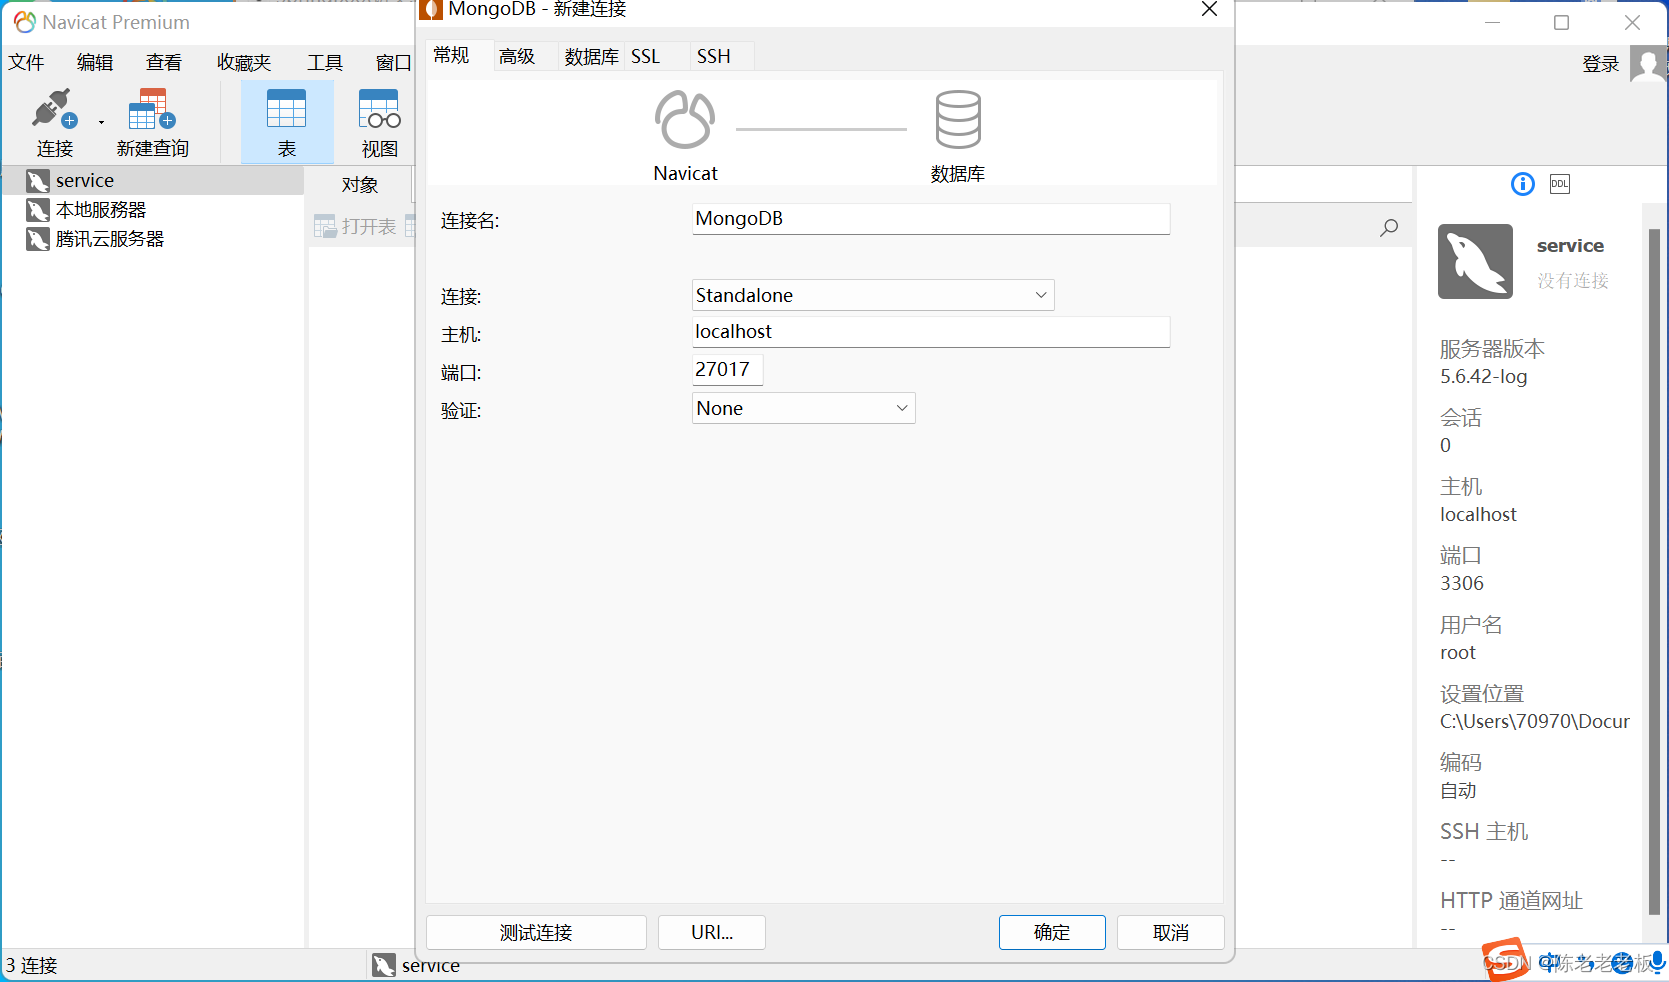 Navicat Premium
文件 编辑 查看 收藏夹 工具 窗口
登录
连接 新建查询 表 视图
service
本地服務器
腾讯云服务器
对象
打开表
MongoDB - 新建连接
常规 高级 数据库 SSL SSH
Navicat 数据库
连接名: MongoDB
连接: Standalone
主机: localhost
端口: 27017
验证: None
测试连接 URI... 确定 取消
DDL
service
没有连接
服务器版本
5.6.42-log
会话
0
主机
localhost
端口
3306
用户名
root
设置位置
C:\Users\70970\Docur
编码
自动
SSH 主机
--
HTTP 通道网址
--
3 连接 service
CSDN @陈老老老板